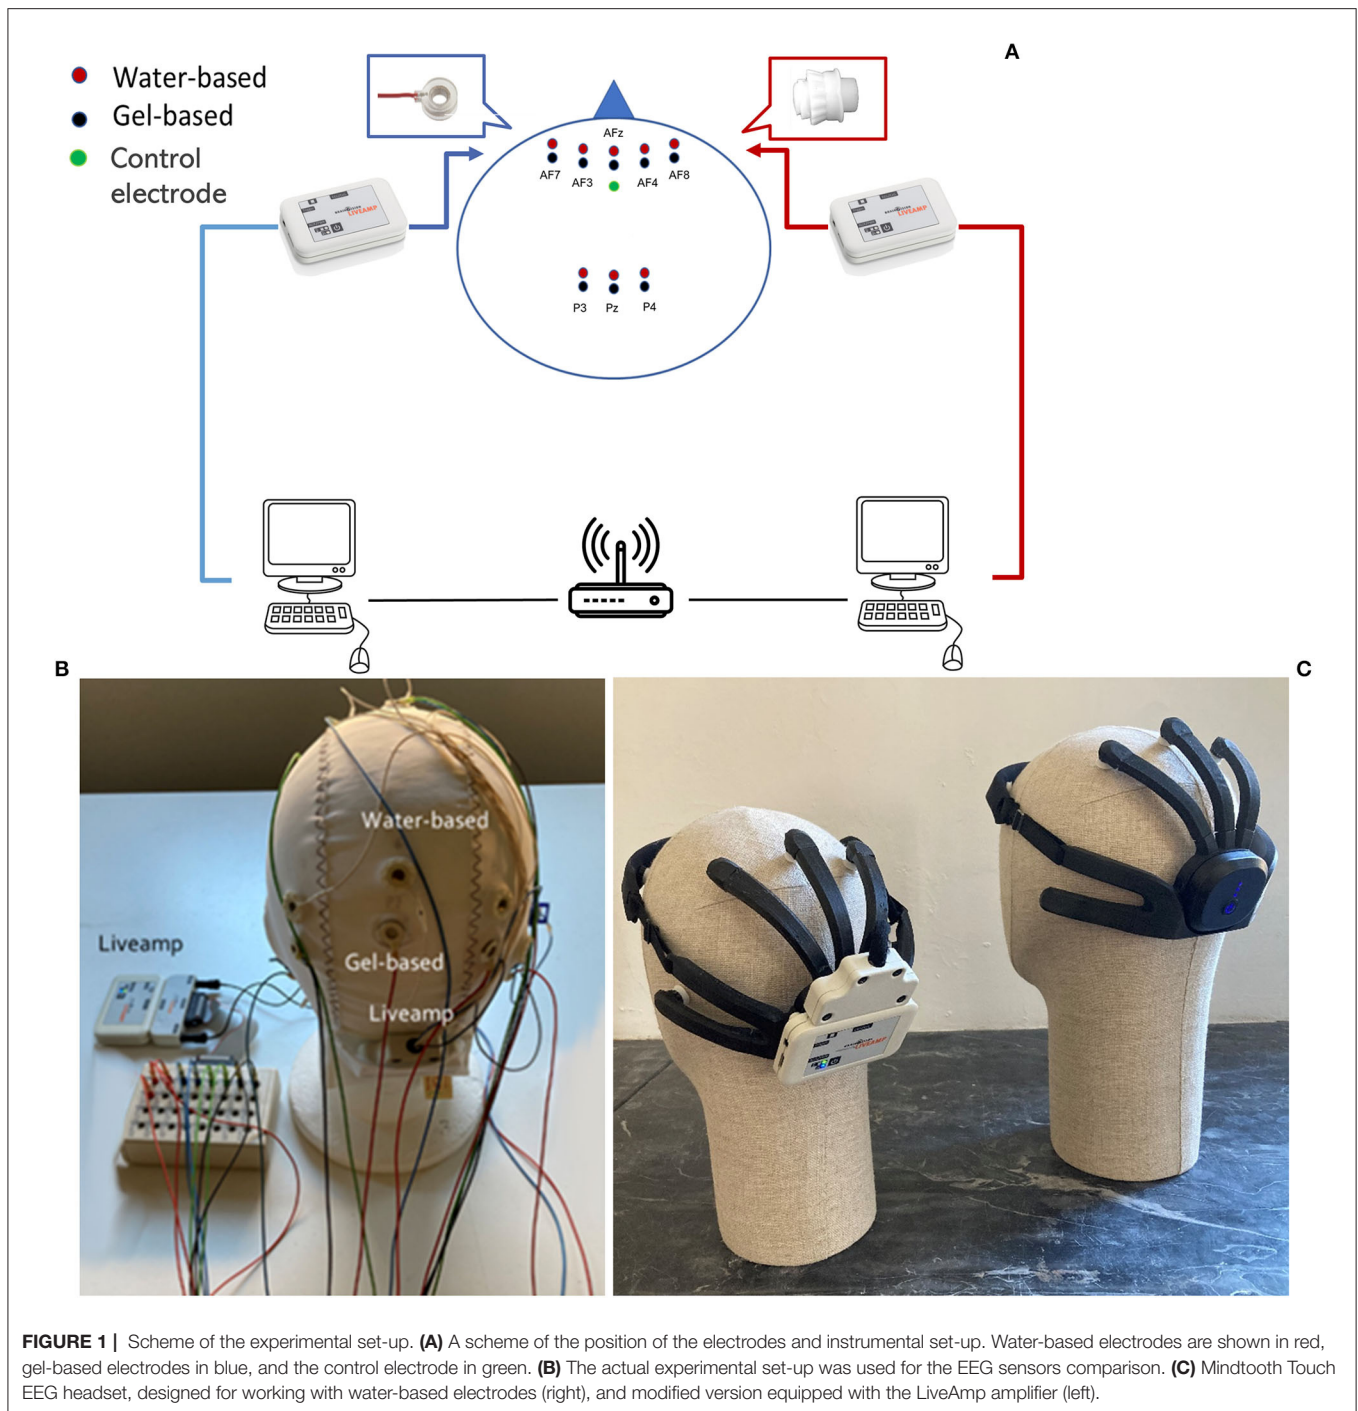 A
Water-based
Gel-based
Control
electrode
AFz
AF7
AF3
AF4
AF8
LIVEAMP
LIVEAMP
P3
Pz
P4
B
C
Water-based
Liveamp
Gel-based
Liveamp
LIVEAMP
FIGURE 1 | Scheme of the experimental set-up. (A) A scheme of the position of the electrodes and instrumental set-up. Water-based electrodes are shown in red,
gel-based electrodes in blue, and the control electrode in green. (B) The actual experimental set-up was used for the EEG sensors comparison. (C) Mindtooth Touch
EEG headset, designed for working with water-based electrodes (right), and modified version equipped with the LiveAmp amplifier (left).